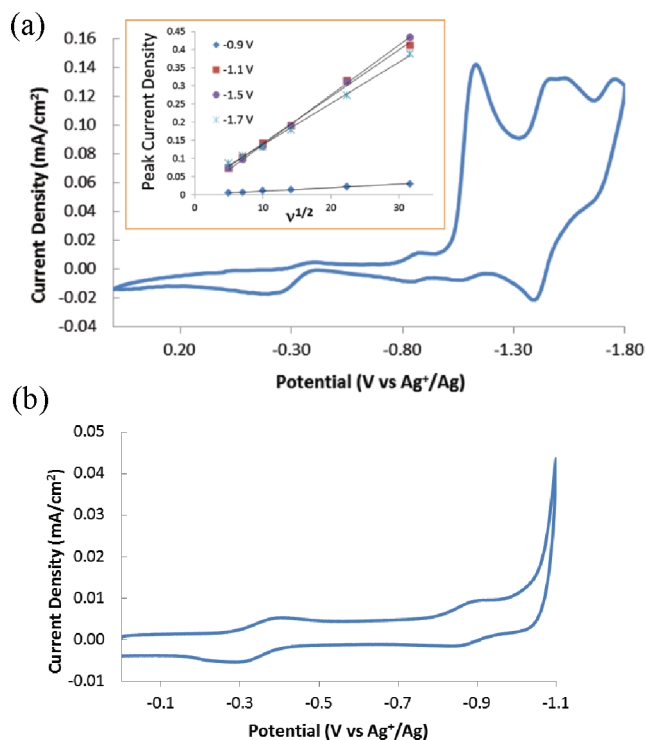 (a)
0.16
0.14
0.12
0.10
0.08
0.06
0.04
0.02
0.00
-0.02
-0.04
Current Density (mA/cm²)
0.20 -0.30 -0.80 -1.30 -1.80
Potential (V vs Ag⁺/Ag)
0.45
0.4
0.35
0.3
0.25
0.2
0.15
0.1
0.05
0
Peak Current Density
-0.9 V
-1.1 V
-1.5 V
-1.7 V
0 10 20 30
ν^1/2
(b)
0.05
0.04
0.03
0.02
0.01
0.00
-0.01
Current Density (mA/cm²)
-0.1 -0.3 -0.5 -0.7 -0.9 -1.1
Potential (V vs Ag⁺/Ag)